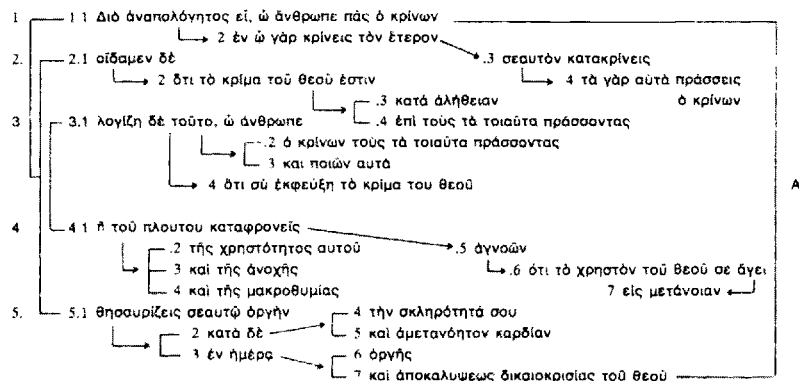 1 1 1 Διὸ ἀναπολόγητος εἶ, ὦ ἄνθρωπε πᾶς ὁ κρίνων
2 ἐν ᾧ γὰρ κρίνεις τὸν ἕτερον
.3 σεαυτὸν κατακρίνεις
2. 2.1 οἴδαμεν δὲ
2 ὅτι τὸ κρίμα τοῦ θεοῦ ἐστιν
4 τὰ γὰρ αὐτὰ πράσσεις
ὁ κρίνων
.3 κατὰ ἀλήθειαν
.4 ἐπὶ τοὺς τὰ τοιαῦτα πράσσοντας
3 3.1 λογίζῃ δὲ τοῦτο, ὦ ἄνθρωπε
.2 ὁ κρίνων τοὺς τὰ τοιαῦτα πράσσοντας
3 καὶ ποιῶν αὐτά
4 ὅτι σὺ ἐκφεύξῃ τὸ κρίμα του θεοῦ
A
4 4.1 ἢ τοῦ πλουτου καταφρονεῖς
.2 τῆς χρηστότητος αυτοῦ
3 καὶ τῆς ἀνοχῆς
4 καὶ τῆς μακροθυμίας
.5 ἀγνοῶν
.6 ότι τὸ χρηστὸν τοῦ θεοῦ σε ἄγει
7 εἰς μετάνοιαν
5. 5.1 θησαυρίζεις σεαυτῷ ὀργὴν
2 κατὰ δὲ
4 τὴν σκληρότητά σου
5 καὶ ἀμετανόητον καρδίαν
3 ἐν ἡμέρᾳ
6 ὀργῆς
7 καὶ ἀποκαλυψεως δικαιοκρισίας τοῦ θεοῦ